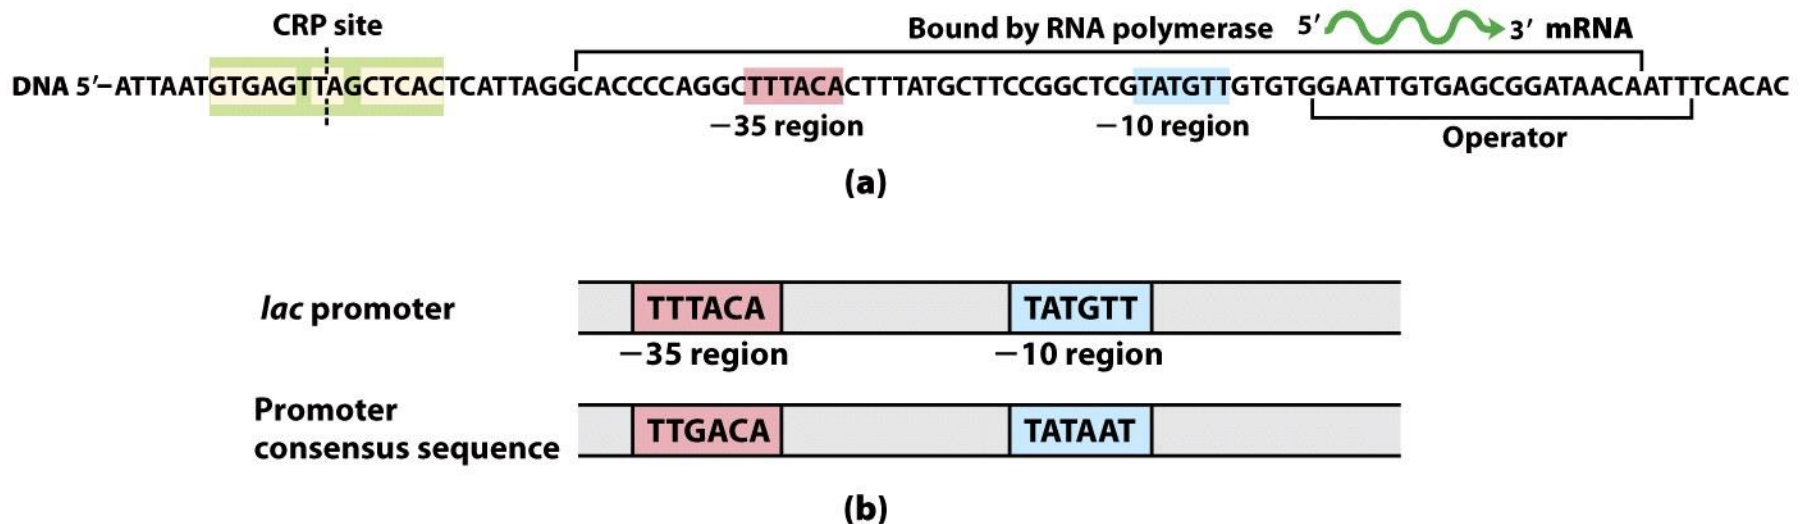 CRP site
Bound by RNA polymerase 5′ 3′ mRNA
DNA 5′–ATTAATGTGAGTTAGCTCACTCATTAGGCACCCCAGGCTTTACACTTTATGCTTCCGGCTCGTATGTTGTGTGGAATTGTGAGCGGATAACAATTTCACAC
−35 region −10 region
Operator
(a)
lac promoter TTTACA TATGTT
−35 region −10 region
Promoter
consensus sequence TTGACA TATAAT
(b)